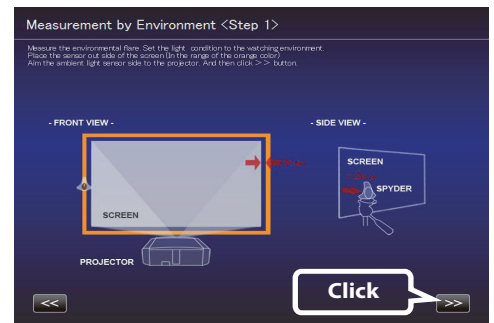 Measurement by Environment <Step 1>
Measure the environmental flare. Set the light condition to the watching environment.
Place the sensor out side of the screen (In the range of the orange color)
Aim the ambient light sensor side to the projector. And then click >> button.
- FRONT VIEW -
- SIDE VIEW -
SCREEN
SPYDER
SCREEN
PROJECTOR
Click
<<
>>